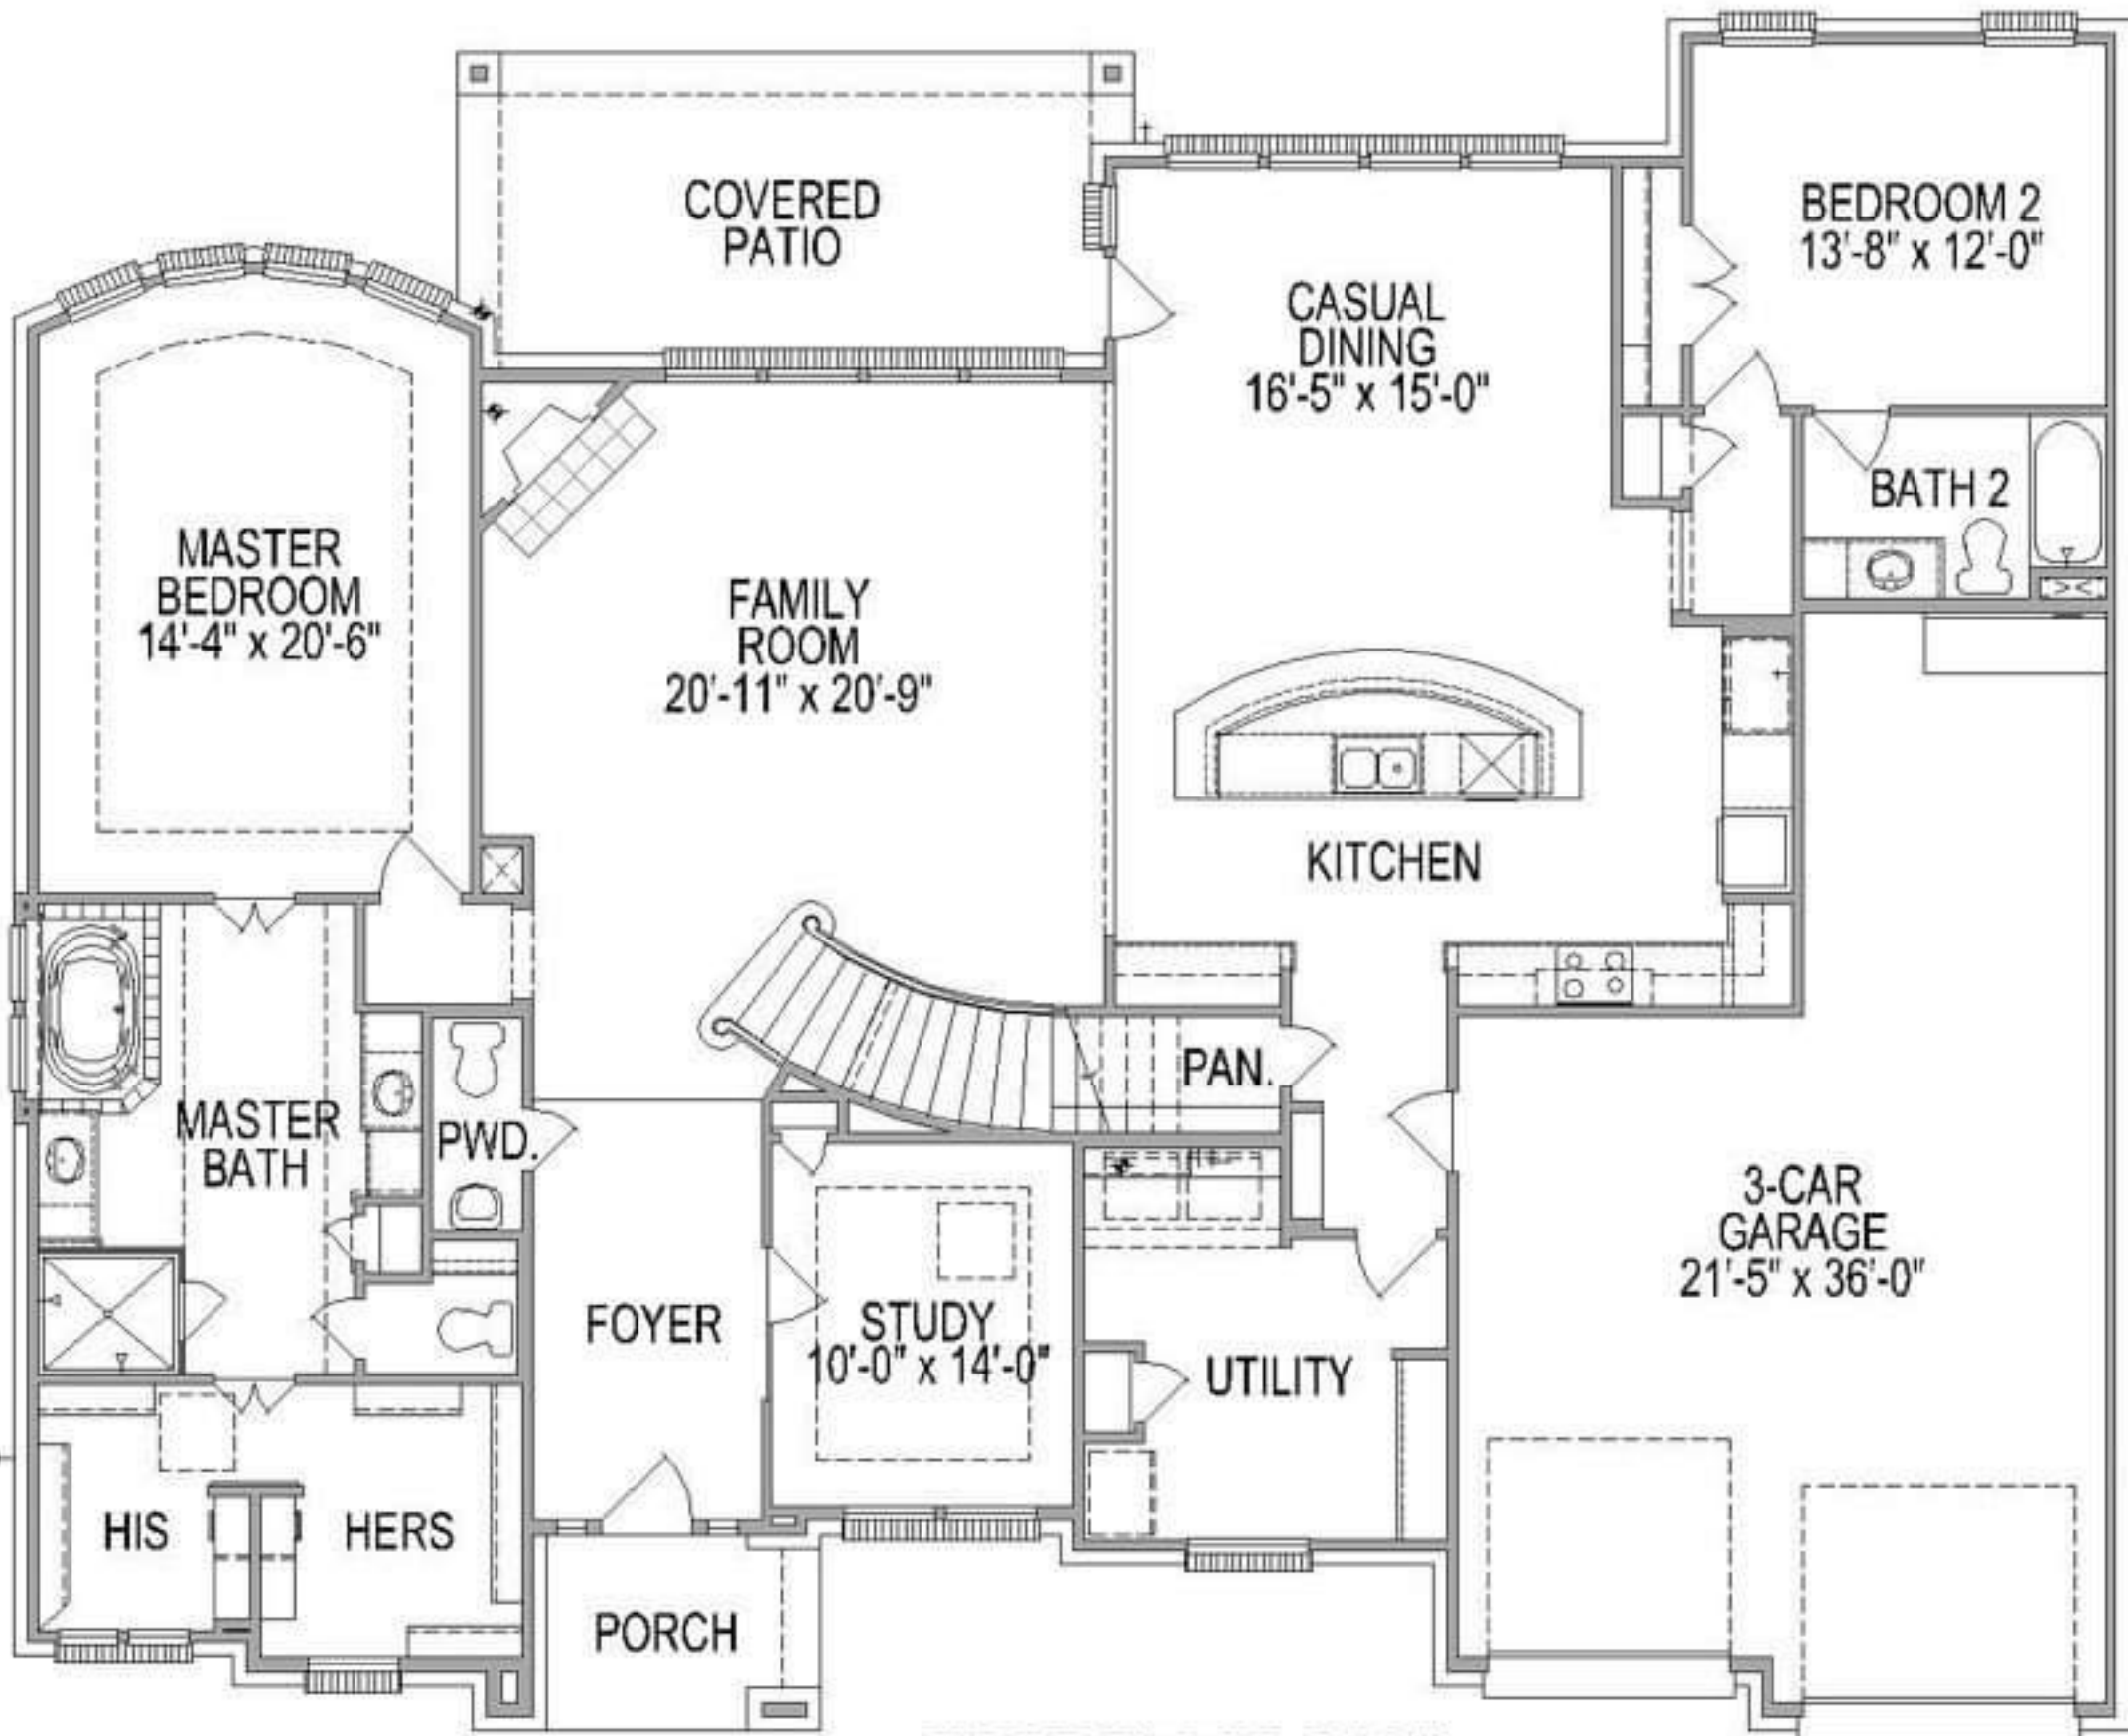 COVERED
PATIO
BEDROOM 2
13'-8" x 12'-0"
CASUAL
DINING
16'-5" x 15'-0"
BATH 2
MASTER
BEDROOM
14'-4" x 20'-6"
FAMILY
ROOM
20'-11" x 20'-9"
KITCHEN
PAN.
MASTER
BATH
PWD.
3-CAR
GARAGE
21'-5" x 36'-0"
FOYER
STUDY
10'-0" x 14'-0"
UTILITY
HIS
HERS
PORCH